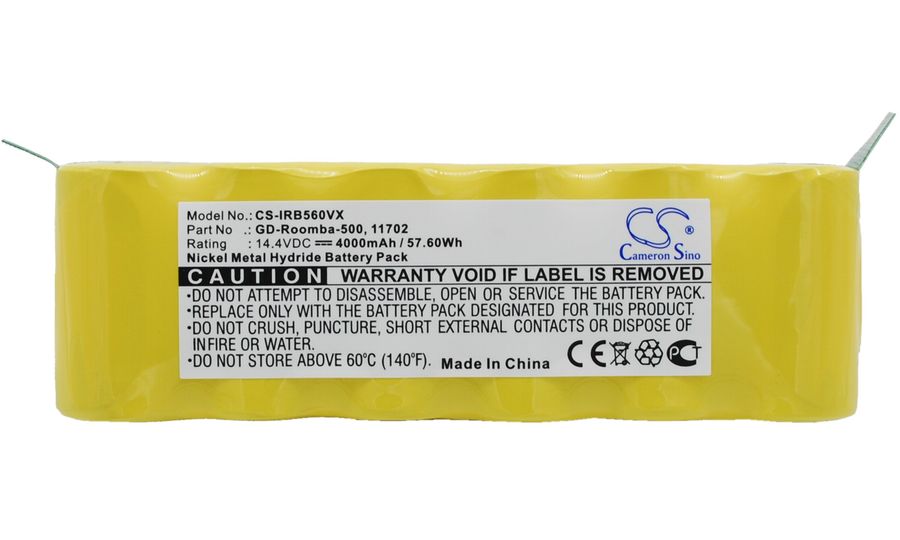 Model No.: CS-IRB560VX
Part No : GD-Roomba-500, 11702
Rating : 14.4VDC ⎓ 4000mAh / 57.60Wh
Nickel Metal Hydride Battery Pack
CS ®
Cameron Sino
CAUTION WARRANTY VOID IF LABEL IS REMOVED
•DO NOT ATTEMPT TO DISASSEMBLE, OPEN OR SERVICE THE BATTERY PACK.
•REPLACE ONLY WITH THE BATTERY PACK DESIGNATED FOR THIS PRODUCT.
•DO NOT CRUSH, PUNCTURE, SHORT EXTERNAL CONTACTS OR DISPOSE OF
INFIRE OR WATER.
•DO NOT STORE ABOVE 60℃ (140℉).
Made In China
CE PCT